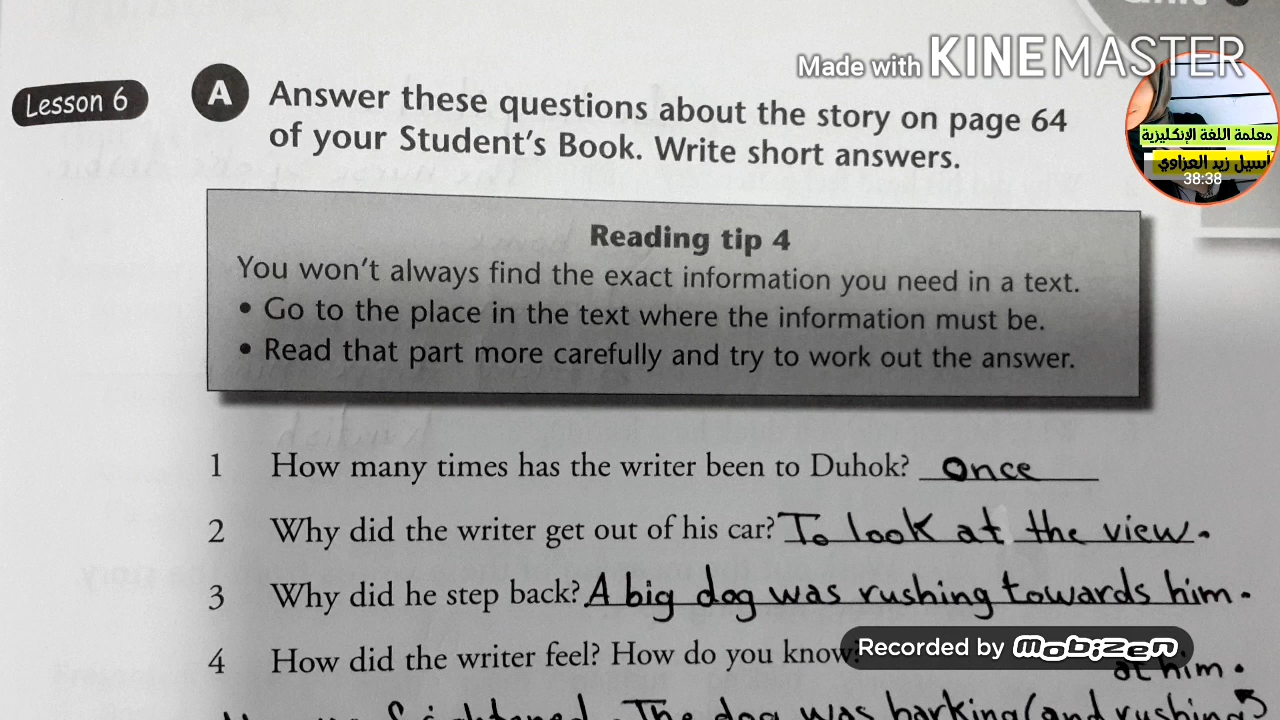 Made with KINEMASTER
Lesson 6
A Answer these questions about the story on page 64
of your Student's Book. Write short answers.
معلمة اللغة الإنكليزية
أسيل زيد العزاوي
38:38
Reading tip 4
You won't always find the exact information you need in a text.
• Go to the place in the text where the information must be.
• Read that part more carefully and try to work out the answer.
1 How many times has the writer been to Duhok? Once
2 Why did the writer get out of his car? To look at the view.
3 Why did he step back? A big dog was rushing towards him.
4 How did the writer feel? How do you know?
Recorded by mobizen
at him.
frightened. The dog was barking (and rushing)